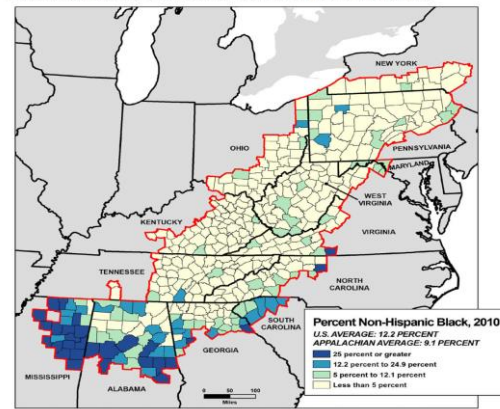 NEW YORK
OHIO
PENNSYLVANIA
MARYLAND
WEST
VIRGINIA
KENTUCKY
VIRGINIA
TENNESSEE
NORTH
CAROLINA
SOUTH
CAROLINA
GEORGIA
MISSISSIPPI
ALABAMA
Percent Non-Hispanic Black, 2010
U.S. AVERAGE: 12.2 PERCENT
APPALACHIAN AVERAGE: 9.1 PERCENT
25 percent or greater
12.2 percent to 24.9 percent
5 percent to 12.1 percent
Less than 5 percent
0 50 100
Miles